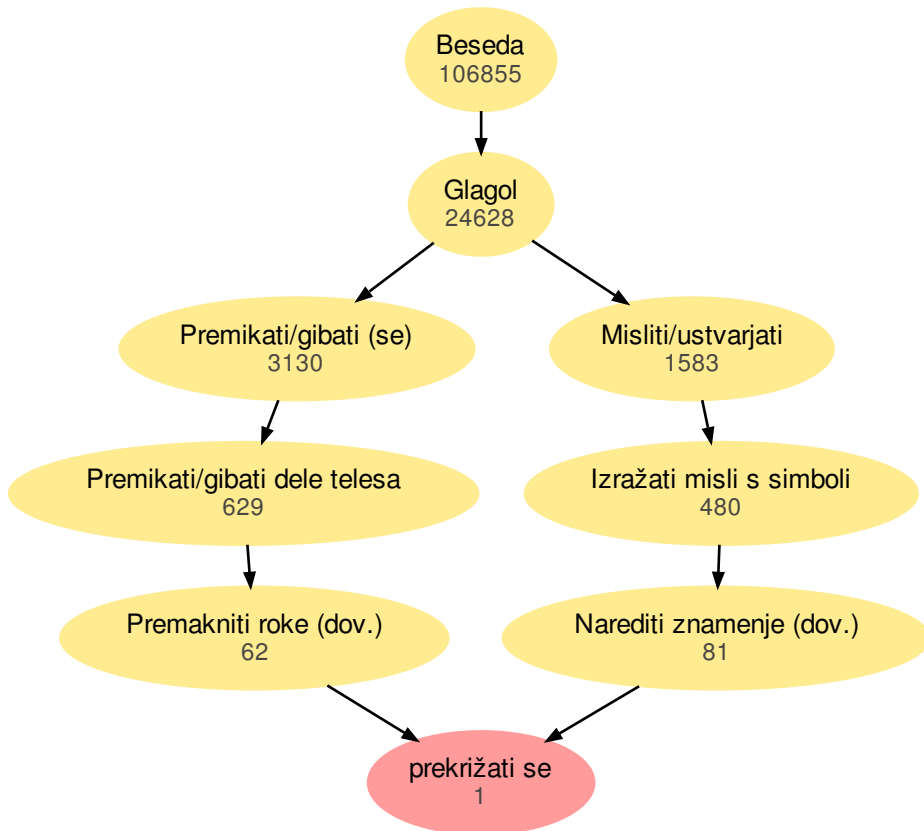 Beseda
106855
Glagol
24628
Premikati/gibati (se)
3130
Misliti/ustvarjati
1583
Premikati/gibati dele telesa
629
Izražati misli s simboli
480
Premakniti roke (dov.)
62
Narediti znamenje (dov.)
81
prekrižati se
1